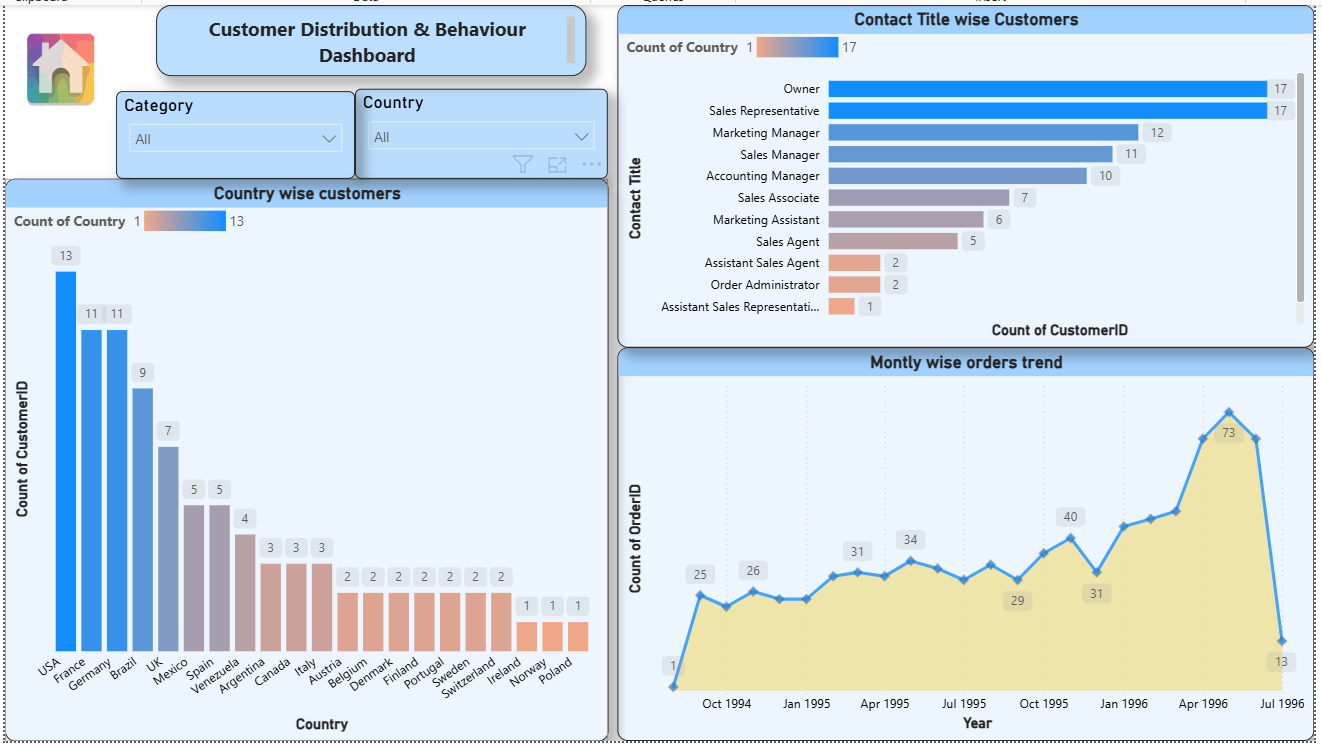 Customer Distribution & Behaviour
Dashboard
Category
All
Country
All
Country wise customers
Count of Country 1 13
Count of CustomerID
13
11
11
9
7
5
5
4
3
3
3
2
2
2
2
2
2
2
1
1
1
USA
France
Germany
Brazil
UK
Mexico
Spain
Venezuela
Argentina
Canada
Italy
Austria
Belgium
Denmark
Finland
Portugal
Sweden
Switzerland
Ireland
Norway
Poland
Country
Contact Title wise Customers
Count of Country 1 17
Contact Title
Owner 17
Sales Representative 17
Marketing Manager 12
Sales Manager 11
Accounting Manager 10
Sales Associate 7
Marketing Assistant 6
Sales Agent 5
Assistant Sales Agent 2
Order Administrator 2
Assistant Sales Representati... 1
Count of CustomerID
Montly wise orders trend
Count of OrderID
1
25
26
31
34
29
40
31
73
13
Oct 1994 Jan 1995 Apr 1995 Jul 1995 Oct 1995 Jan 1996 Apr 1996 Jul 1996
Year